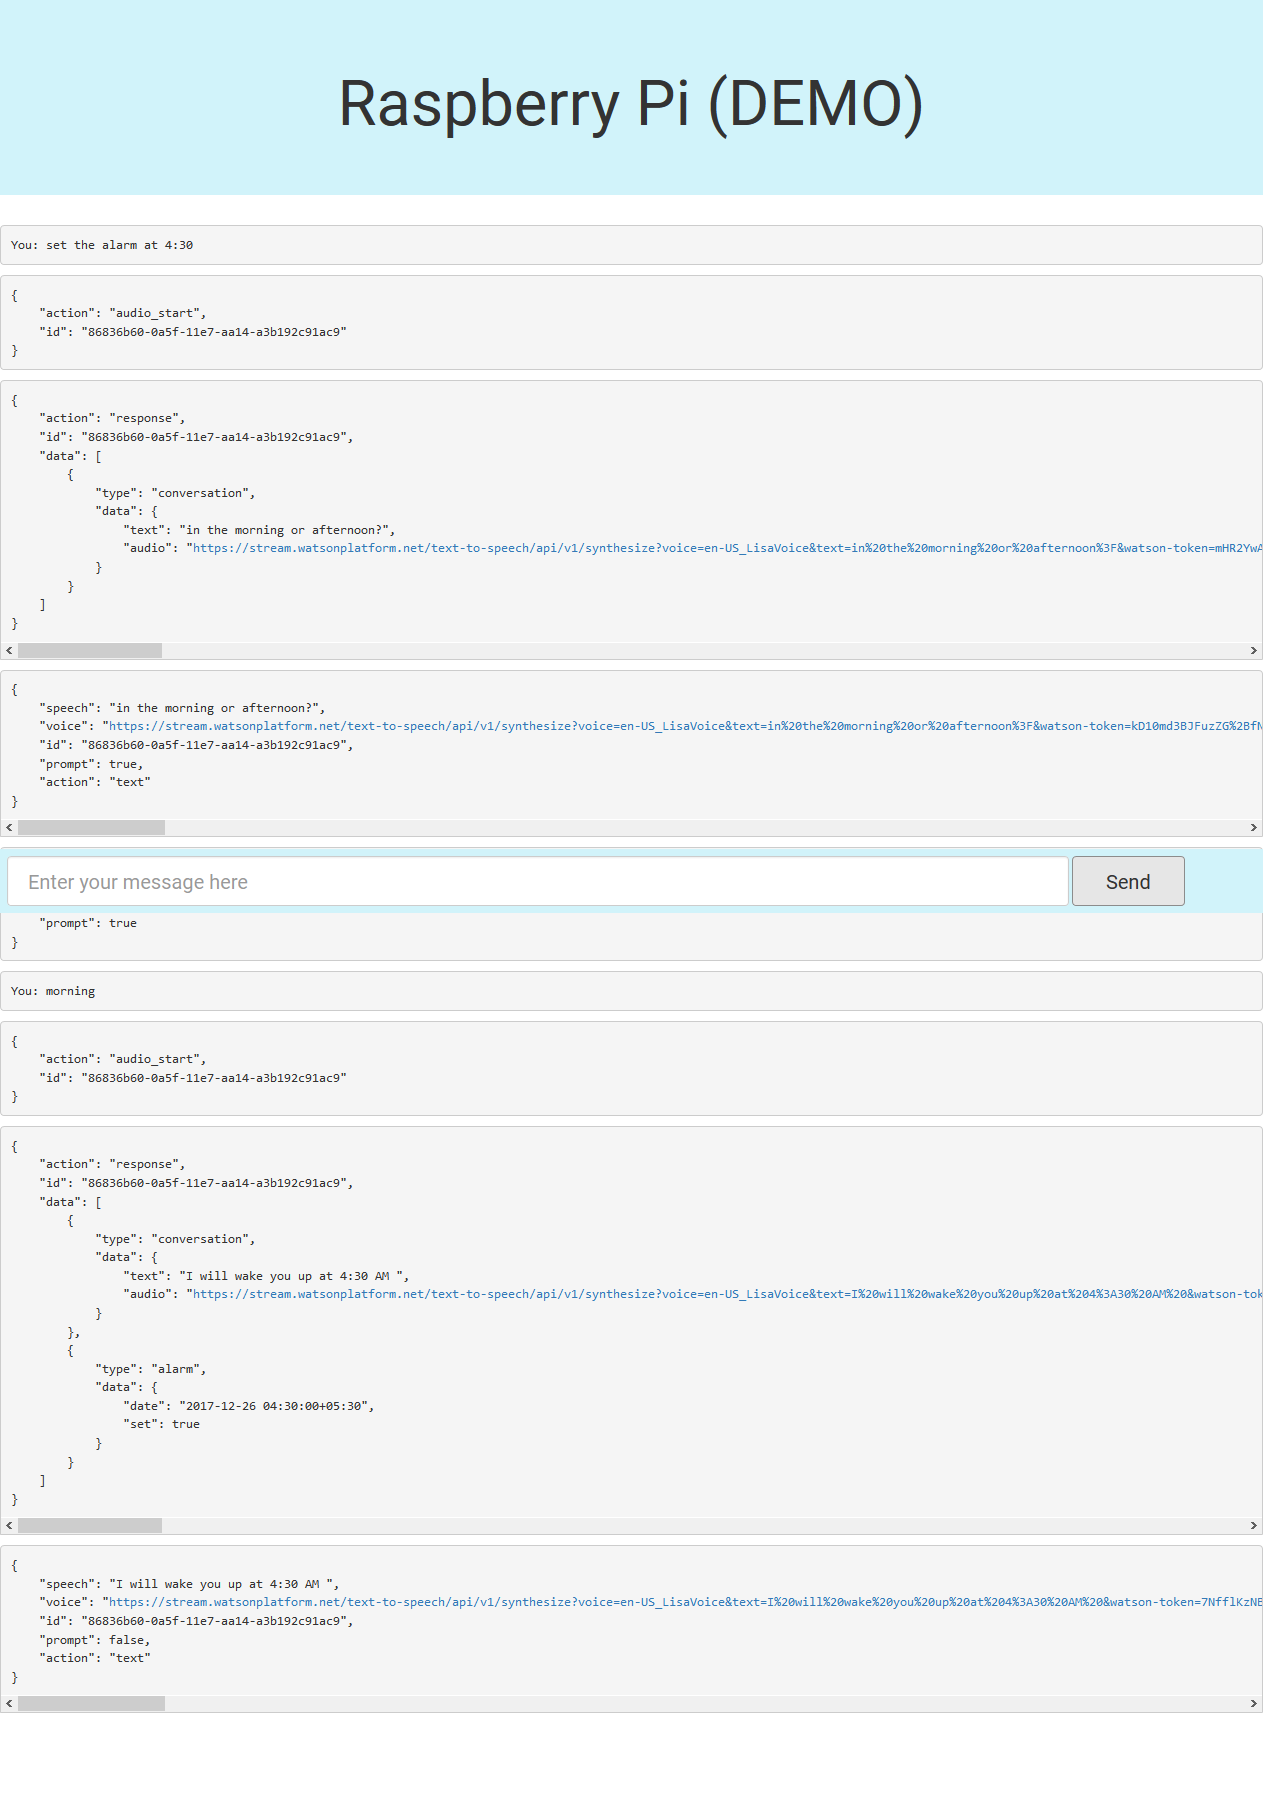 Raspberry Pi (DEMO)
You: set the alarm at 4:30
{
    "action": "audio_start",
    "id": "86836b60-0a5f-11e7-aa14-a3b192c91ac9"
}
{
    "action": "response",
    "id": "86836b60-0a5f-11e7-aa14-a3b192c91ac9",
    "data": [
        {
            "type": "conversation",
            "data": {
                "text": "in the morning or afternoon?",
                "audio": "https://stream.watsonplatform.net/text-to-speech/api/v1/synthesize?voice=en-US_LisaVoice&text=in%20the%20morning%20or%20afternoon%3F&watson-token=mHR2YwA
            }
        }
    ]
}
{
    "speech": "in the morning or afternoon?",
    "voice": "https://stream.watsonplatform.net/text-to-speech/api/v1/synthesize?voice=en-US_LisaVoice&text=in%20the%20morning%20or%20afternoon%3F&watson-token=kD10md3BJFuzZG%2BfN
    "id": "86836b60-0a5f-11e7-aa14-a3b192c91ac9",
    "prompt": true,
    "action": "text"
}
Enter your message here
Send
    "prompt": true
}
You: morning
{
    "action": "audio_start",
    "id": "86836b60-0a5f-11e7-aa14-a3b192c91ac9"
}
{
    "action": "response",
    "id": "86836b60-0a5f-11e7-aa14-a3b192c91ac9",
    "data": [
        {
            "type": "conversation",
            "data": {
                "text": "I will wake you up at 4:30 AM ",
                "audio": "https://stream.watsonplatform.net/text-to-speech/api/v1/synthesize?voice=en-US_LisaVoice&text=I%20will%20wake%20you%20up%20at%204%3A30%20AM%20&watson-tok
            }
        },
        {
            "type": "alarm",
            "data": {
                "date": "2017-12-26 04:30:00+05:30",
                "set": true
            }
        }
    ]
}
{
    "speech": "I will wake you up at 4:30 AM ",
    "voice": "https://stream.watsonplatform.net/text-to-speech/api/v1/synthesize?voice=en-US_LisaVoice&text=I%20will%20wake%20you%20up%20at%204%3A30%20AM%20&watson-token=7NfflKzNE
    "id": "86836b60-0a5f-11e7-aa14-a3b192c91ac9",
    "prompt": false,
    "action": "text"
}